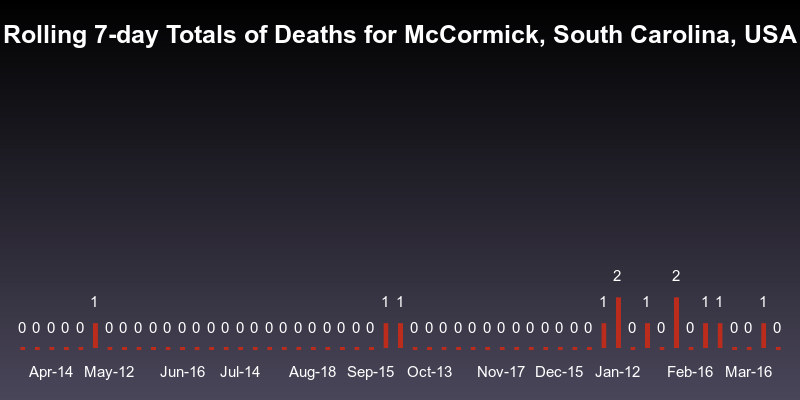 Rolling 7-day Totals of Deaths for McCormick, South Carolina, USA
2 2
1 1 1 1 1 1 1 1
0 0 0 0 0 0 0 0 0 0 0 0 0 0 0 0 0 0 0 0 0 0 0 0 0 0 0 0 0 0 0 0 0 0 0 0 0 0 0 0 0 0 0
Apr-14 May-12 Jun-16 Jul-14 Aug-18 Sep-15 Oct-13 Nov-17 Dec-15 Jan-12 Feb-16 Mar-16